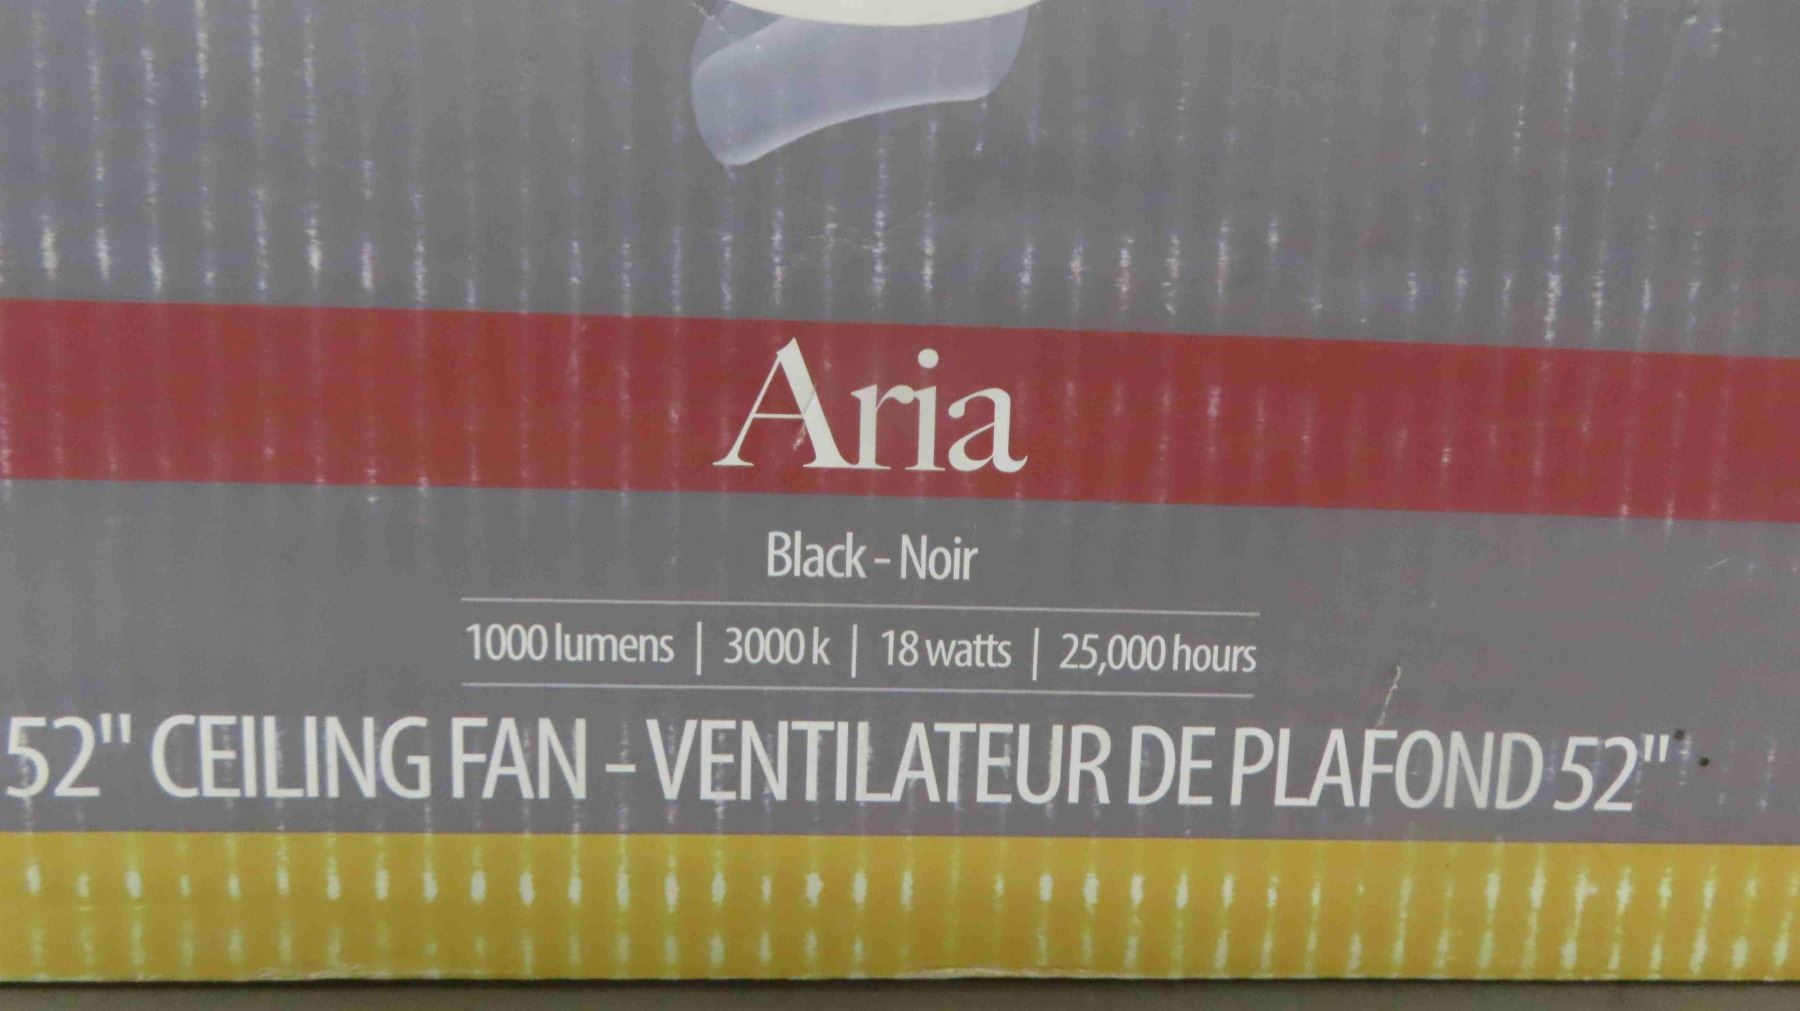 Aria
Black - Noir
1000 lumens | 3000 k | 18 watts | 25,000 hours
52" CEILING FAN - VENTILATEUR DE PLAFOND 52"